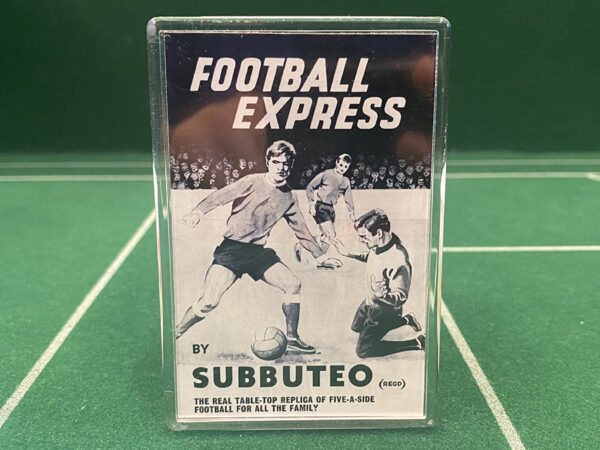 FOOTBALL
EXPRESS
BY
SUBBUTEO (REGD)
THE REAL TABLE-TOP REPLICA OF FIVE-A-SIDE
FOOTBALL FOR ALL THE FAMILY